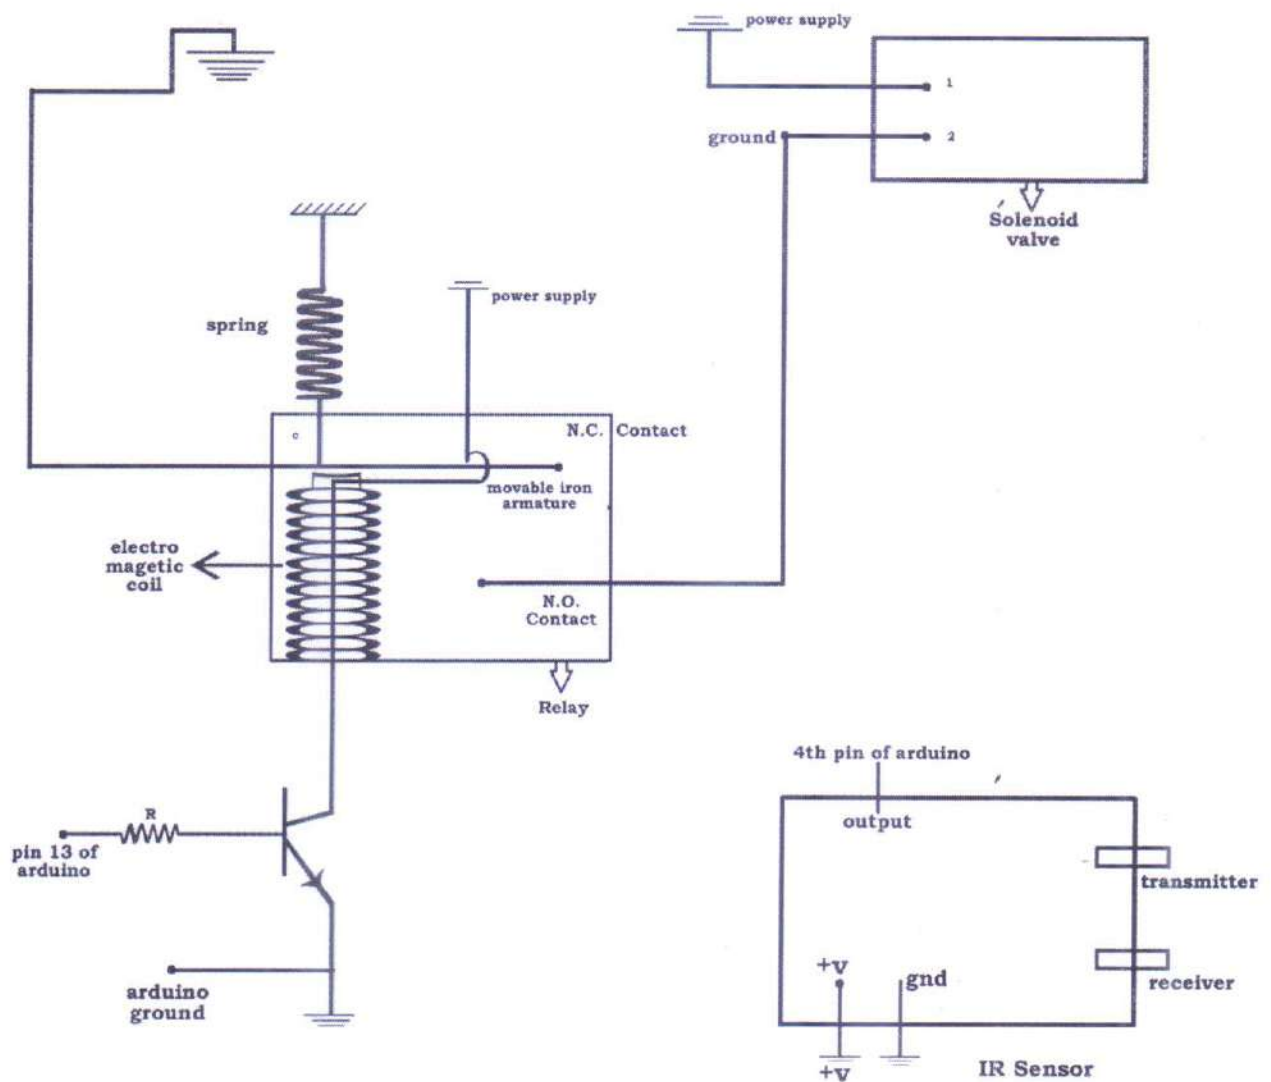 power supply
1
ground
2
Solenoid
valve
power supply
spring
c
N.C. Contact
movable iron
armature
electro
magetic
coil
N.O.
Contact
Relay
4th pin of arduino
R
output
pin 13 of
arduino
transmitter
+v
gnd
receiver
arduino
ground
+v
IR Sensor